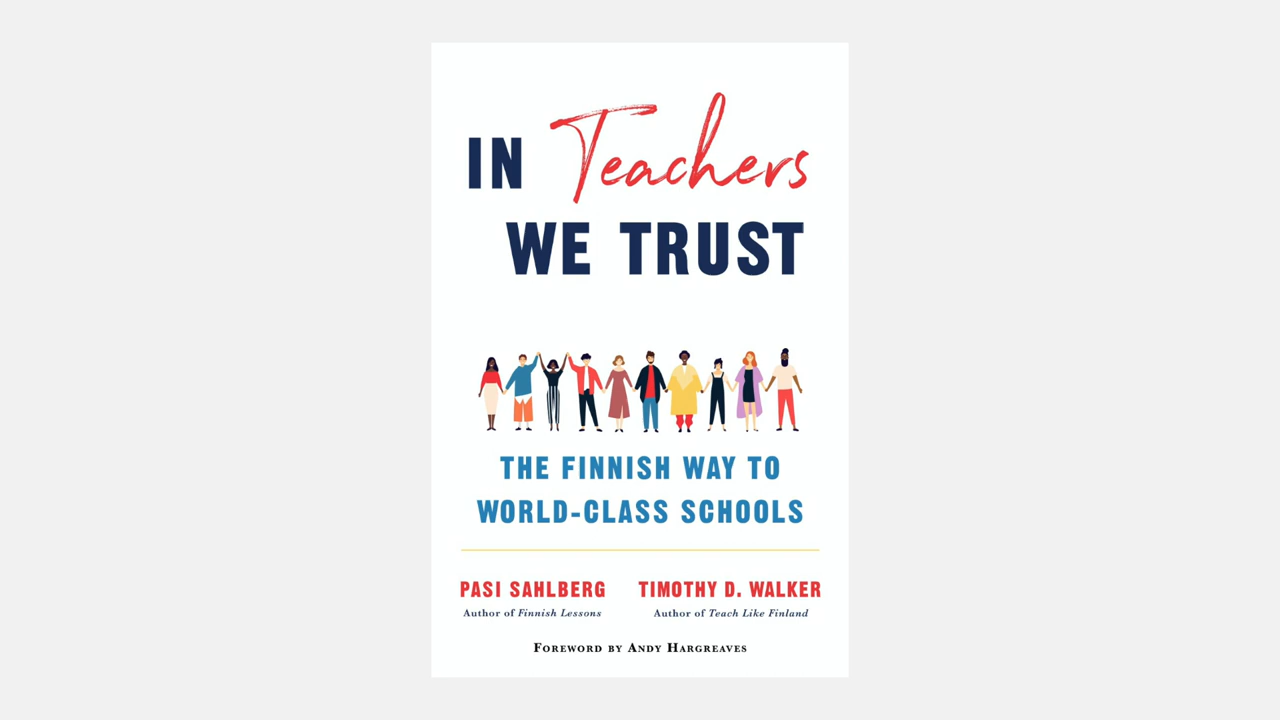 IN Teachers
WE TRUST
THE FINNISH WAY TO
WORLD-CLASS SCHOOLS
PASI SAHLBERG TIMOTHY D. WALKER
Author of Finnish Lessons Author of Teach Like Finland
FOREWORD BY ANDY HARGREAVES